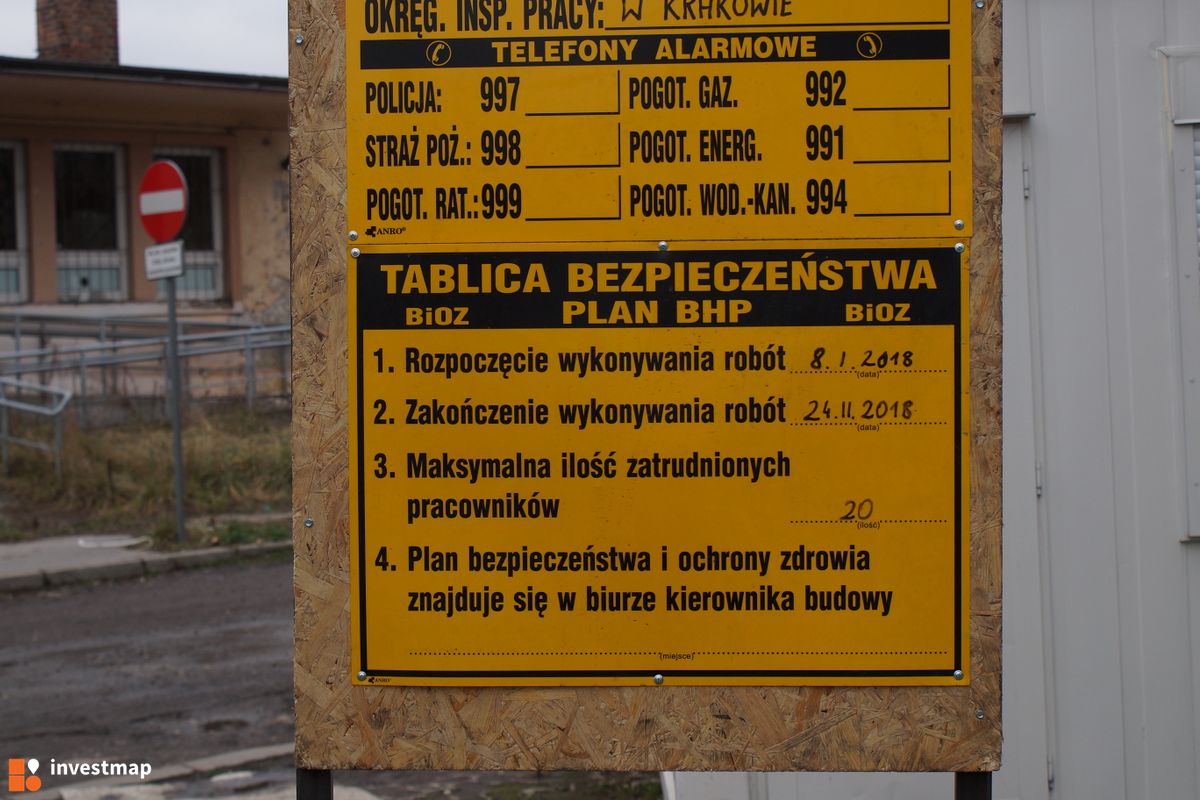 OKRĘG. INSP. PRACY: W KRAKOWIE
TELEFONY ALARMOWE
POLICJA: 997 POGOT. GAZ. 992
STRAŻ POŻ.: 998 POGOT. ENERG. 991
POGOT. RAT.: 999 POGOT. WOD.-KAN. 994
ANRO®
TABLICA BEZPIECZEŃSTWA
BiOZ PLAN BHP BiOZ
1. Rozpoczęcie wykonywania robót 8.I.2018
(data)
2. Zakończenie wykonywania robót 24.II.2018
(data)
3. Maksymalna ilość zatrudnionych
pracowników 20
(ilość)
4. Plan bezpieczeństwa i ochrony zdrowia
znajduje się w biurze kierownika budowy
(miejsce)
ANRO
investmap